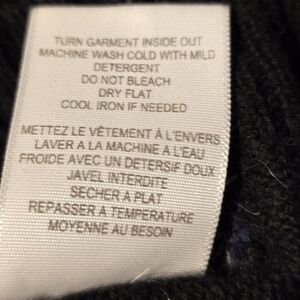 TURN GARMENT INSIDE OUT
MACHINE WASH COLD WITH MILD
DETERGENT
DO NOT BLEACH
DRY FLAT
COOL IRON IF NEEDED
METTEZ LE VÊTEMENT À L'ENVERS
LAVER A LA MACHINE A L'EAU
FROIDE AVEC UN DETERSIF DOUX
JAVEL INTERDITE
SECHER A PLAT
REPASSER A TEMPERATURE
MOYENNE AU BESOIN